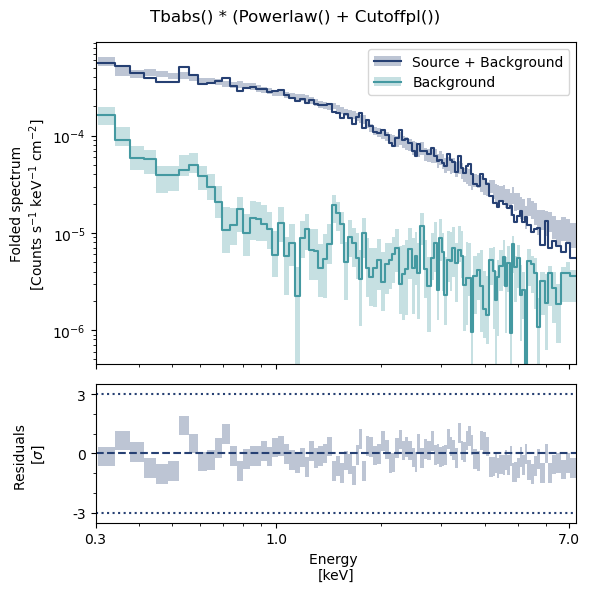 Tbabs() * (Powerlaw() + Cutoffpl())
Folded spectrum
[Counts s⁻¹ keV⁻¹ cm⁻²]
10⁻⁴
10⁻⁵
10⁻⁶
Source + Background
Background
Residuals
[σ]
3
0
-3
0.3
1.0
7.0
Energy
[keV]